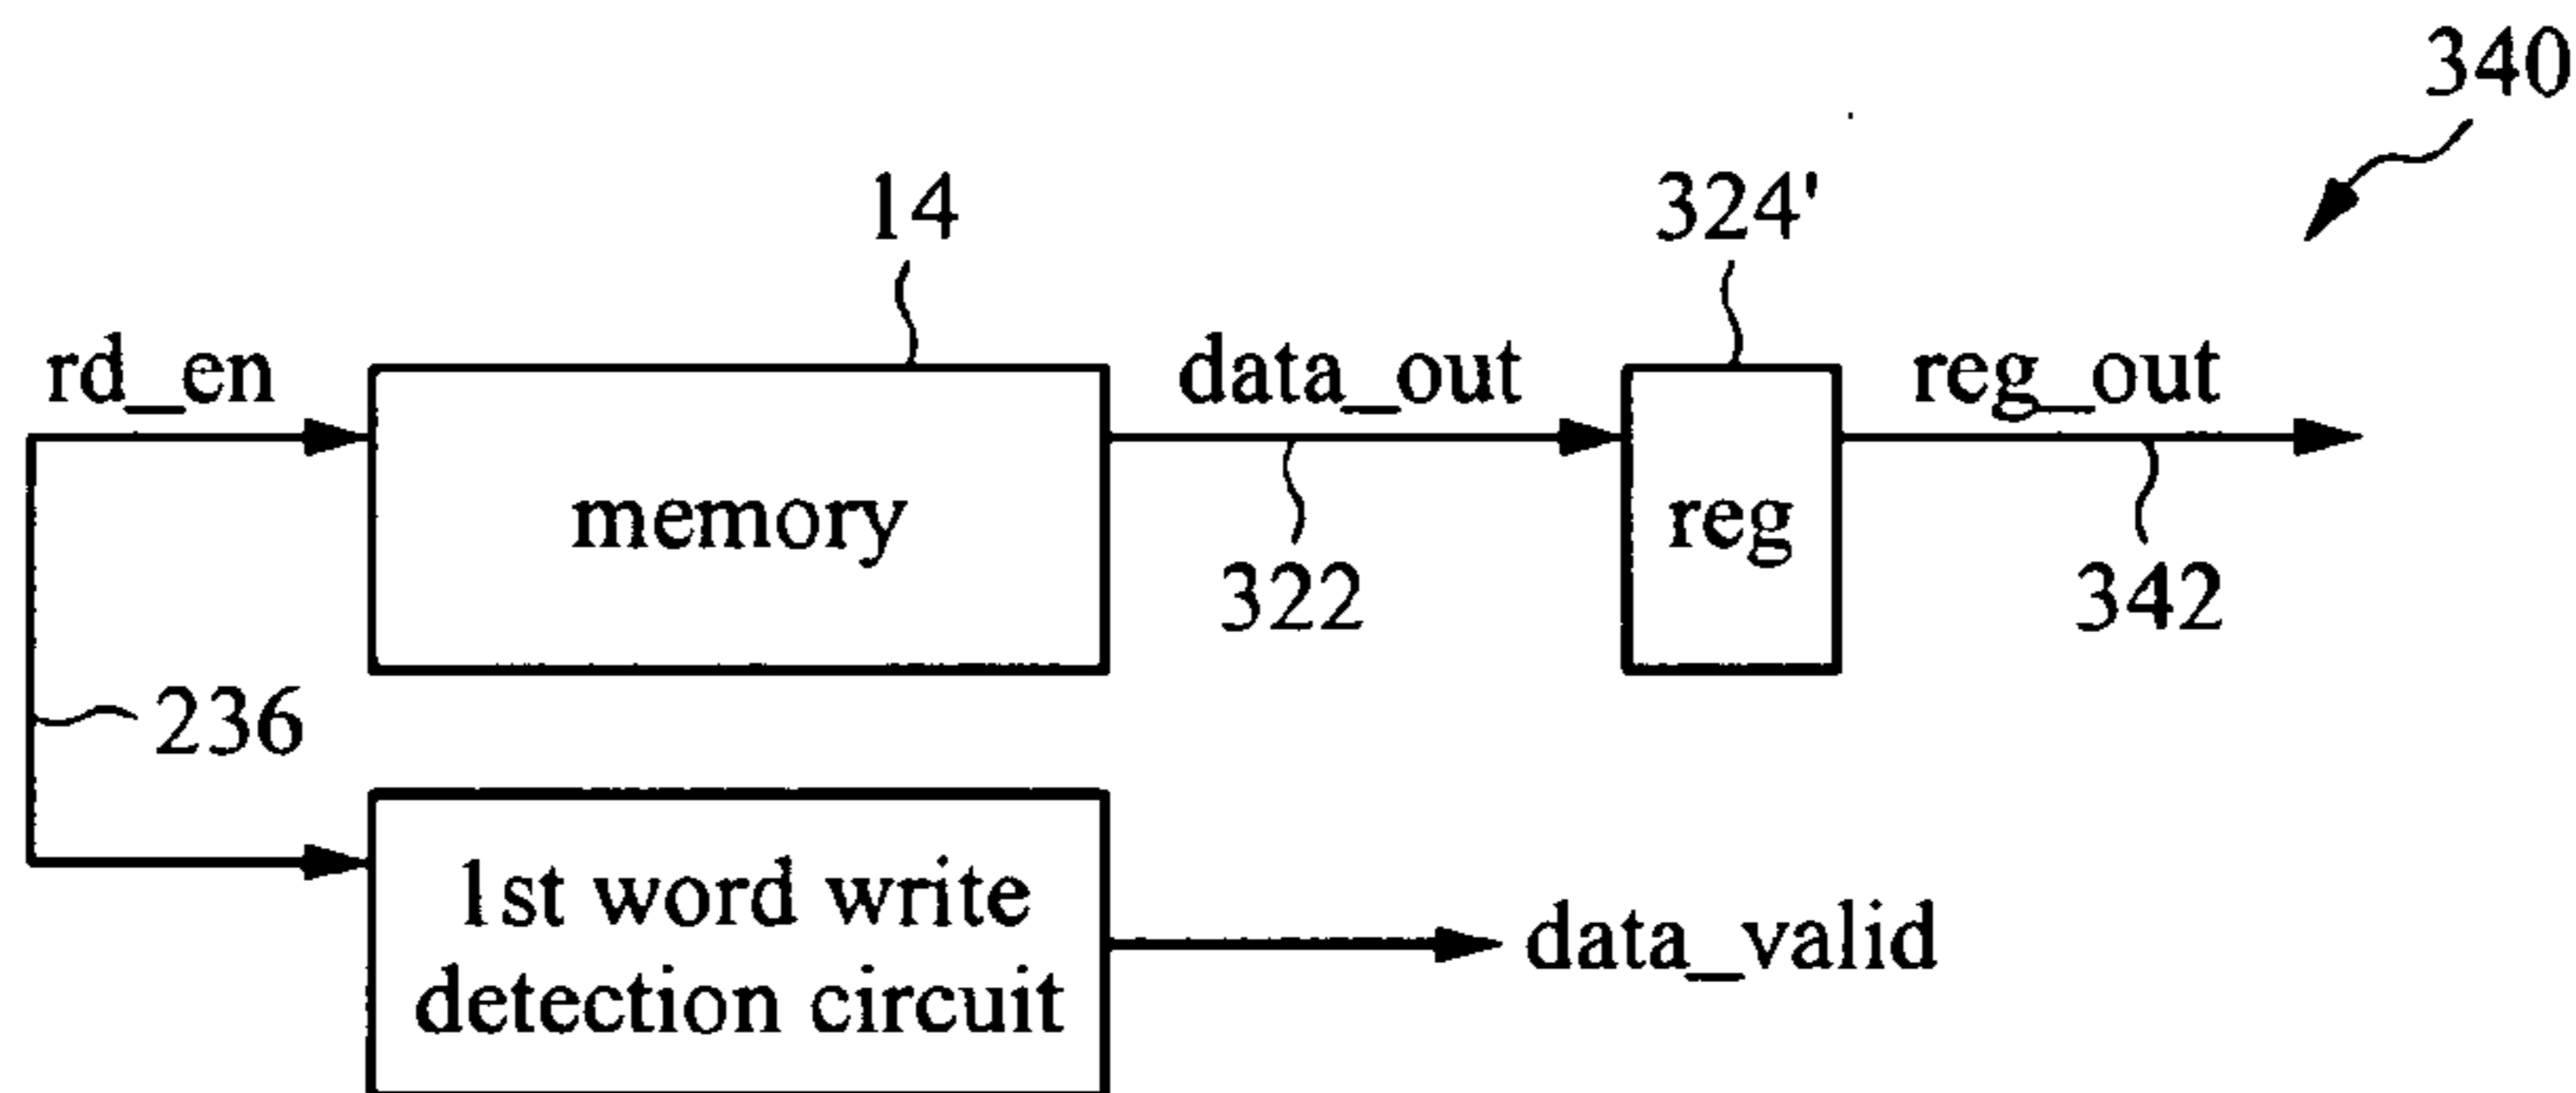 340
14
324'
rd_en
data_out
reg_out
memory
reg
322
342
236
1st word write
detection circuit
data_valid